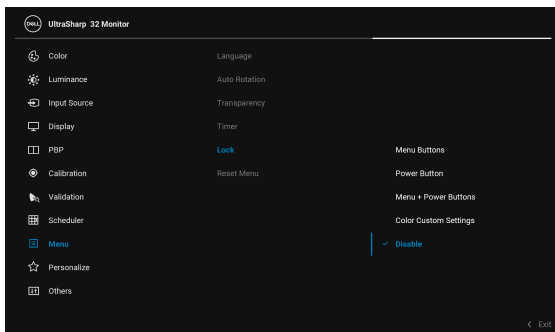 DELL UltraSharp 32 Monitor
Color Language
Luminance Auto Rotation
Input Source Transparency
Display Timer
PBP Lock Menu Buttons
Calibration Reset Menu Power Button
Validation Menu + Power Buttons
Scheduler Color Custom Settings
Menu Disable
Personalize
Others
Exit